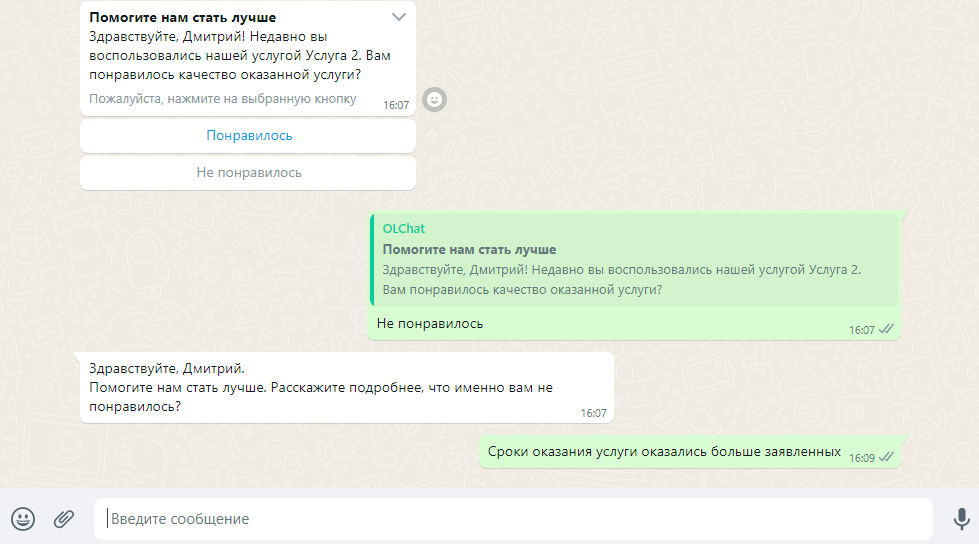 Помогите нам стать лучше
Здравствуйте, Дмитрий! Недавно вы
воспользовались нашей услугой Услуга 2. Вам
понравилось качество оказанной услуги?
Пожалуйста, нажмите на выбранную кнопку
16:07
Понравилось
Не понравилось
OLChat
Помогите нам стать лучше
Здравствуйте, Дмитрий! Недавно вы воспользовались нашей услугой Услуга 2.
Вам понравилось качество оказанной услуги?
Не понравилось
16:07
Здравствуйте, Дмитрий.
Помогите нам стать лучше. Расскажите подробнее, что именно вам не
понравилось?
16:07
Сроки оказания услуги оказались больше заявленных
16:09
Введите сообщение